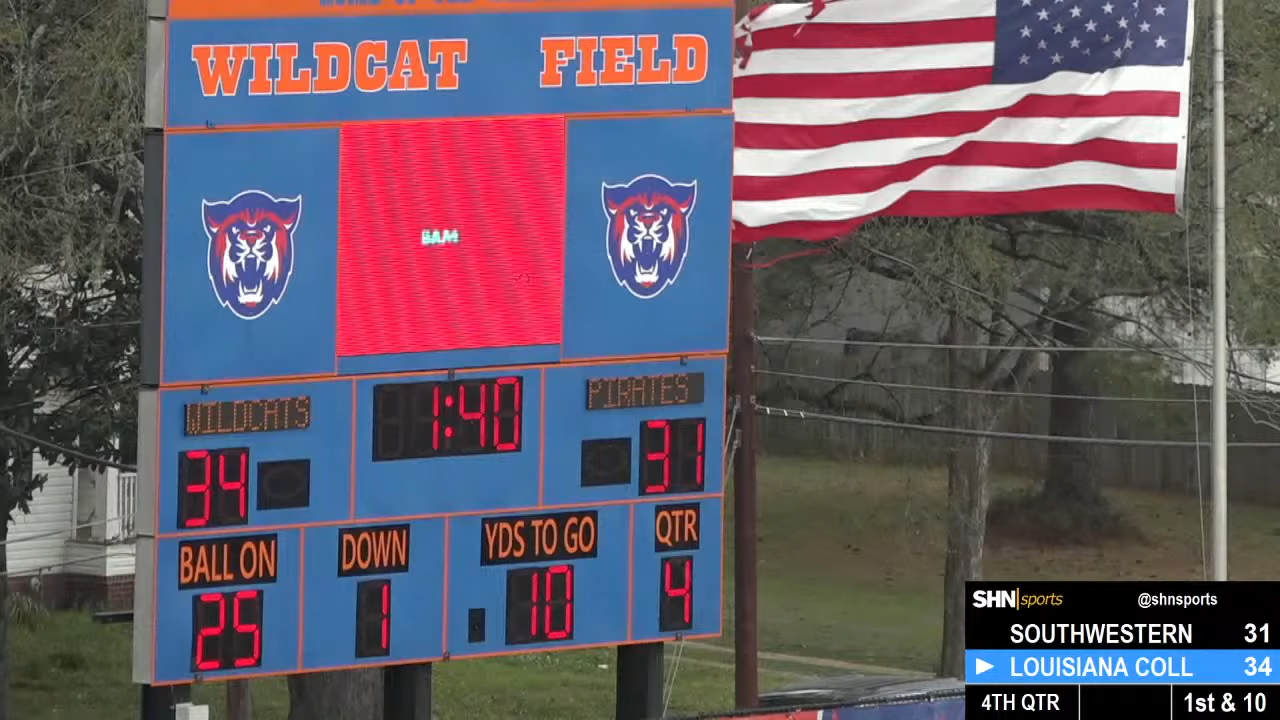 WILDCAT FIELD
WILDCATS
1:40
PIRATES
34
31
BALL ON
DOWN
YDS TO GO
QTR
25
1
10
4
SHN sports
@shnsports
SOUTHWESTERN 31
LOUISIANA COLL 34
4TH QTR
1st & 10